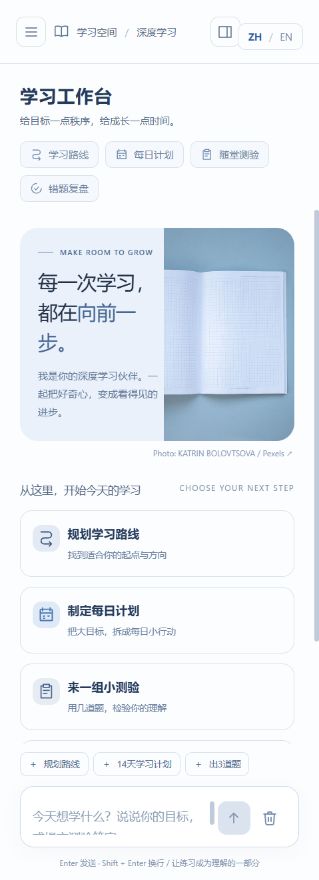 学习空间 / 深度学习
ZH / EN
学习工作台
给目标一点秩序，给成长一点时间。
学习路线
每日计划
随堂测验
错题复盘
MAKE ROOM TO GROW
每一次学习，
都在向前一
步。
我是你的深度学习伙伴。一
起把好奇心，变成看得见的
进步。
Photo: KATRIN BOLOVTSOVA / Pexels ↗
从这里，开始今天的学习
CHOOSE YOUR NEXT STEP
规划学习路线
找到适合你的起点与方向
制定每日计划
把大目标，拆成每日小行动
来一组小测验
用几道题，检验你的理解
+ 规划路线
+ 14天学习计划
+ 出3道题
今天想学什么？说说你的目标，
Enter 发送 · Shift + Enter 换行 / 让练习成为理解的一部分